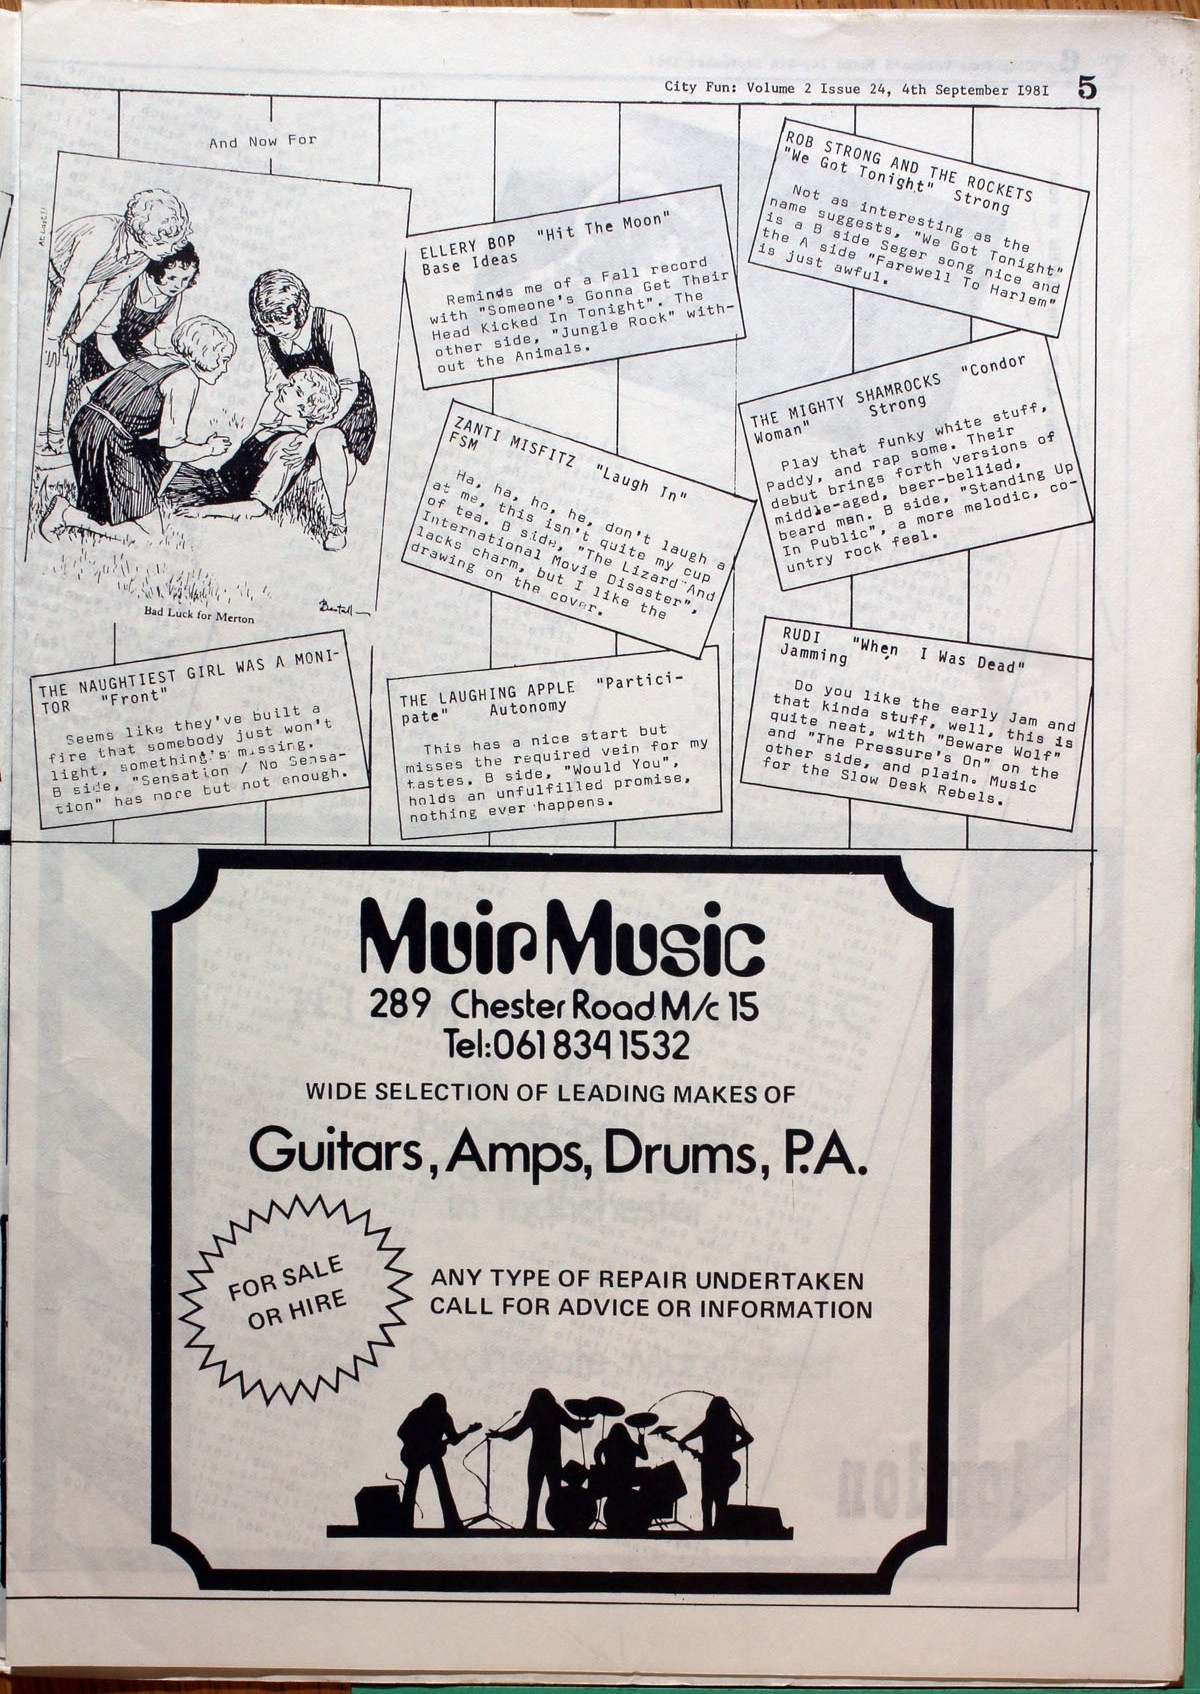 City Fun: Volume 2 Issue 24, 4th September I98I 5
And Now For
Bad Luck for Merton
THE NAUGHTIEST GIRL WAS A MONI-
TOR "Front"
Seems like they've built a
fire that somebody just won't
light, something's missing.
B side, "Sensation / No Sensa-
tion" has more but not enough.
ELLERY BOP "Hit The Moon"
Base Ideas
Reminds me of a Fall record
with "Someone's Gonna Get Their
Head Kicked In Tonight". The
other side, "Jungle Rock" with-
out the Animals.
ZANTI MISFITZ "Laugh In"
FSM
Ha, ha, ho, he, don't laugh a
at me, this isn't quite my cup
of tea. B side, "The Lizard And
International Movie Disaster",
lacks charm, but I like the
drawing on the cover.
THE LAUGHING APPLE "Partici-
pate" Autonomy
This has a nice start but
misses the required vein for my
tastes. B side, "Would You",
holds an unfulfilled promise,
nothing ever happens.
ROB STRONG AND THE ROCKETS
"We Got Tonight" Strong
Not as interesting as the
name suggests, "We Got Tonight"
is a B side Seger song nice and
the A side "Farewell To Harlem"
is just awful.
THE MIGHTY SHAMROCKS "Condor
Woman" Strong
Play that funky white stuff,
Paddy, and rap some. Their
debut brings forth versions of
middle-aged, beer-bellied,
beard man. B side, "Standing Up
In Public", a more melodic, co-
untry rock feel.
RUDI "When I Was Dead"
Jamming
Do you like the early Jam and
that kinda stuff, well, this is
quite neat, with "Beware Wolf"
and "The Pressure's On" on the
other side, and plain. Music
for the Slow Desk Rebels.
Muir Music
289 Chester Road M/c 15
Tel:061 834 1532
WIDE SELECTION OF LEADING MAKES OF
Guitars, Amps, Drums, P.A.
FOR SALE
OR HIRE
ANY TYPE OF REPAIR UNDERTAKEN
CALL FOR ADVICE OR INFORMATION